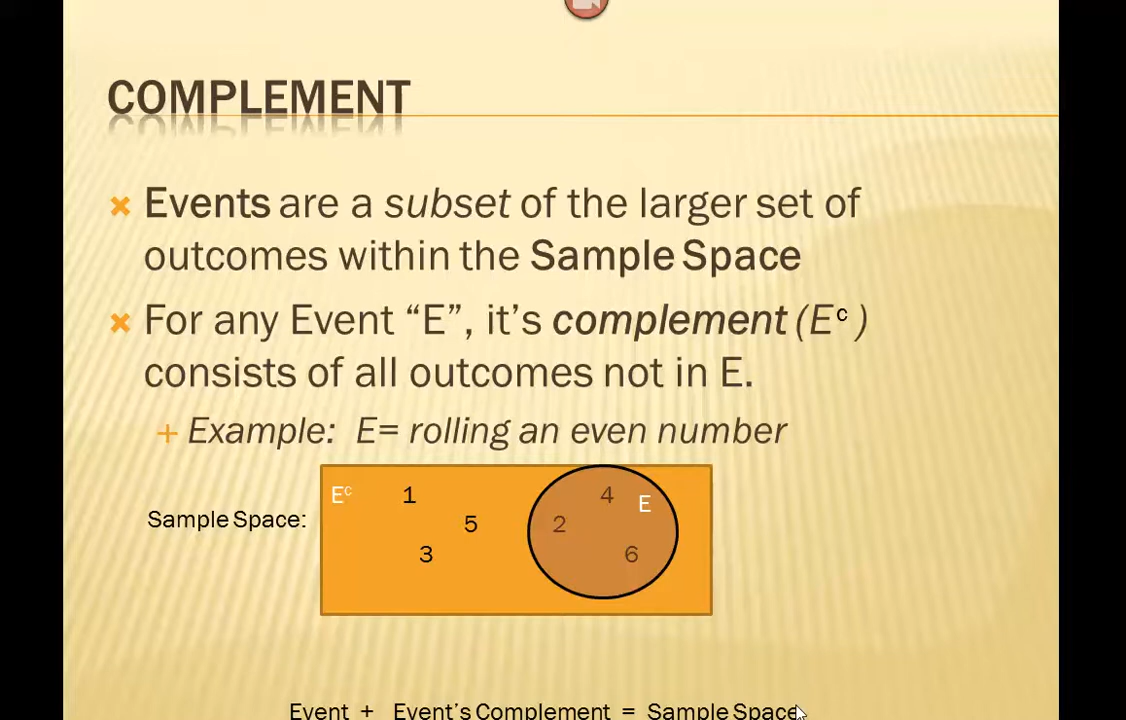 COMPLEMENT
Events are a subset of the larger set of
outcomes within the Sample Space
For any Event “E”, it’s complement (Eᶜ )
consists of all outcomes not in E.
Example: E= rolling an even number
Sample Space:
Eᶜ 1 4 E
5 2
3 6
Event + Event’s Complement = Sample Space